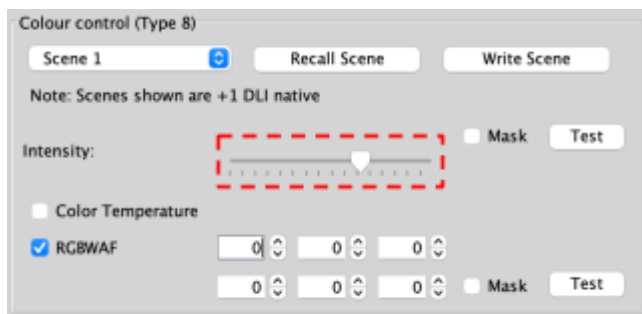 Colour control (Type 8)
Scene 1 Recall Scene Write Scene
Note: Scenes shown are +1 DLI native
Mask Test
Intensity:
Color Temperature
RGBWAF 0 0 0
0 0 0 Mask Test